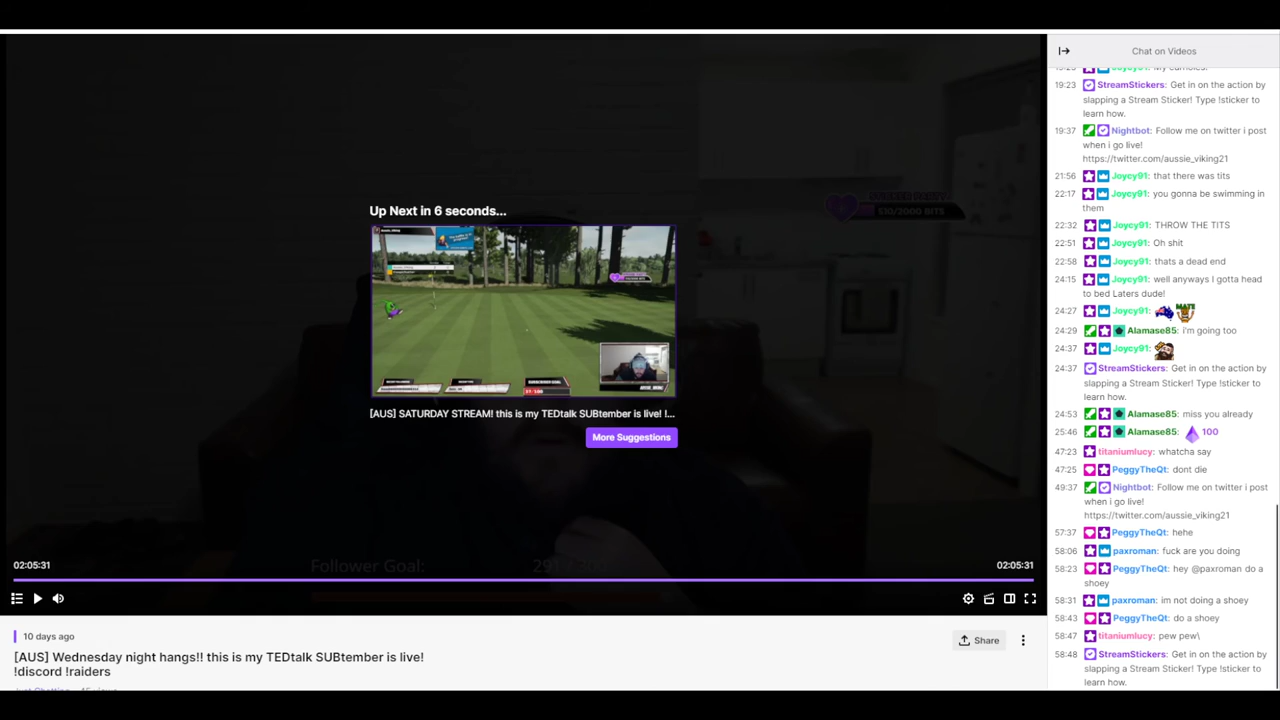 Up Next in 6 seconds...
[AUS] SATURDAY STREAM! this is my TEDtalk SUBtember is live! !...
More Suggestions
510/2000 BITS
Follower Goal:
02:05:31
02:05:31
10 days ago
Share
[AUS] Wednesday night hangs!! this is my TEDtalk SUBtember is live!
!discord !raiders
Chat on Videos
19:23 StreamStickers: Get in on the action by
slapping a Stream Sticker! Type !sticker to
learn how.
19:37 Nightbot: Follow me on twitter i post
when i go live!
https://twitter.com/aussie_viking21
21:56 Joycy91: that there was tits
22:17 Joycy91: you gonna be swimming in
them
22:32 Joycy91: THROW THE TITS
22:51 Joycy91: Oh shit
22:58 Joycy91: thats a dead end
24:15 Joycy91: well anyways I gotta head
to bed Laters dude!
24:27 Joycy91: MATE
24:29 Alamase85: i'm going too
24:37 Joycy91:
24:37 StreamStickers: Get in on the action by
slapping a Stream Sticker! Type !sticker to
learn how.
24:53 Alamase85: miss you already
25:46 Alamase85: 100
47:23 titaniumlucy: whatcha say
47:25 PeggyTheQt: dont die
49:37 Nightbot: Follow me on twitter i post
when i go live!
https://twitter.com/aussie_viking21
57:37 PeggyTheQt: hehe
58:06 paxroman: fuck are you doing
58:23 PeggyTheQt: hey @paxroman do a
shoey
58:31 paxroman: im not doing a shoey
58:43 PeggyTheQt: do a shoey
58:47 titaniumlucy: pew pew\
58:48 StreamStickers: Get in on the action by
slapping a Stream Sticker! Type !sticker to
learn how.